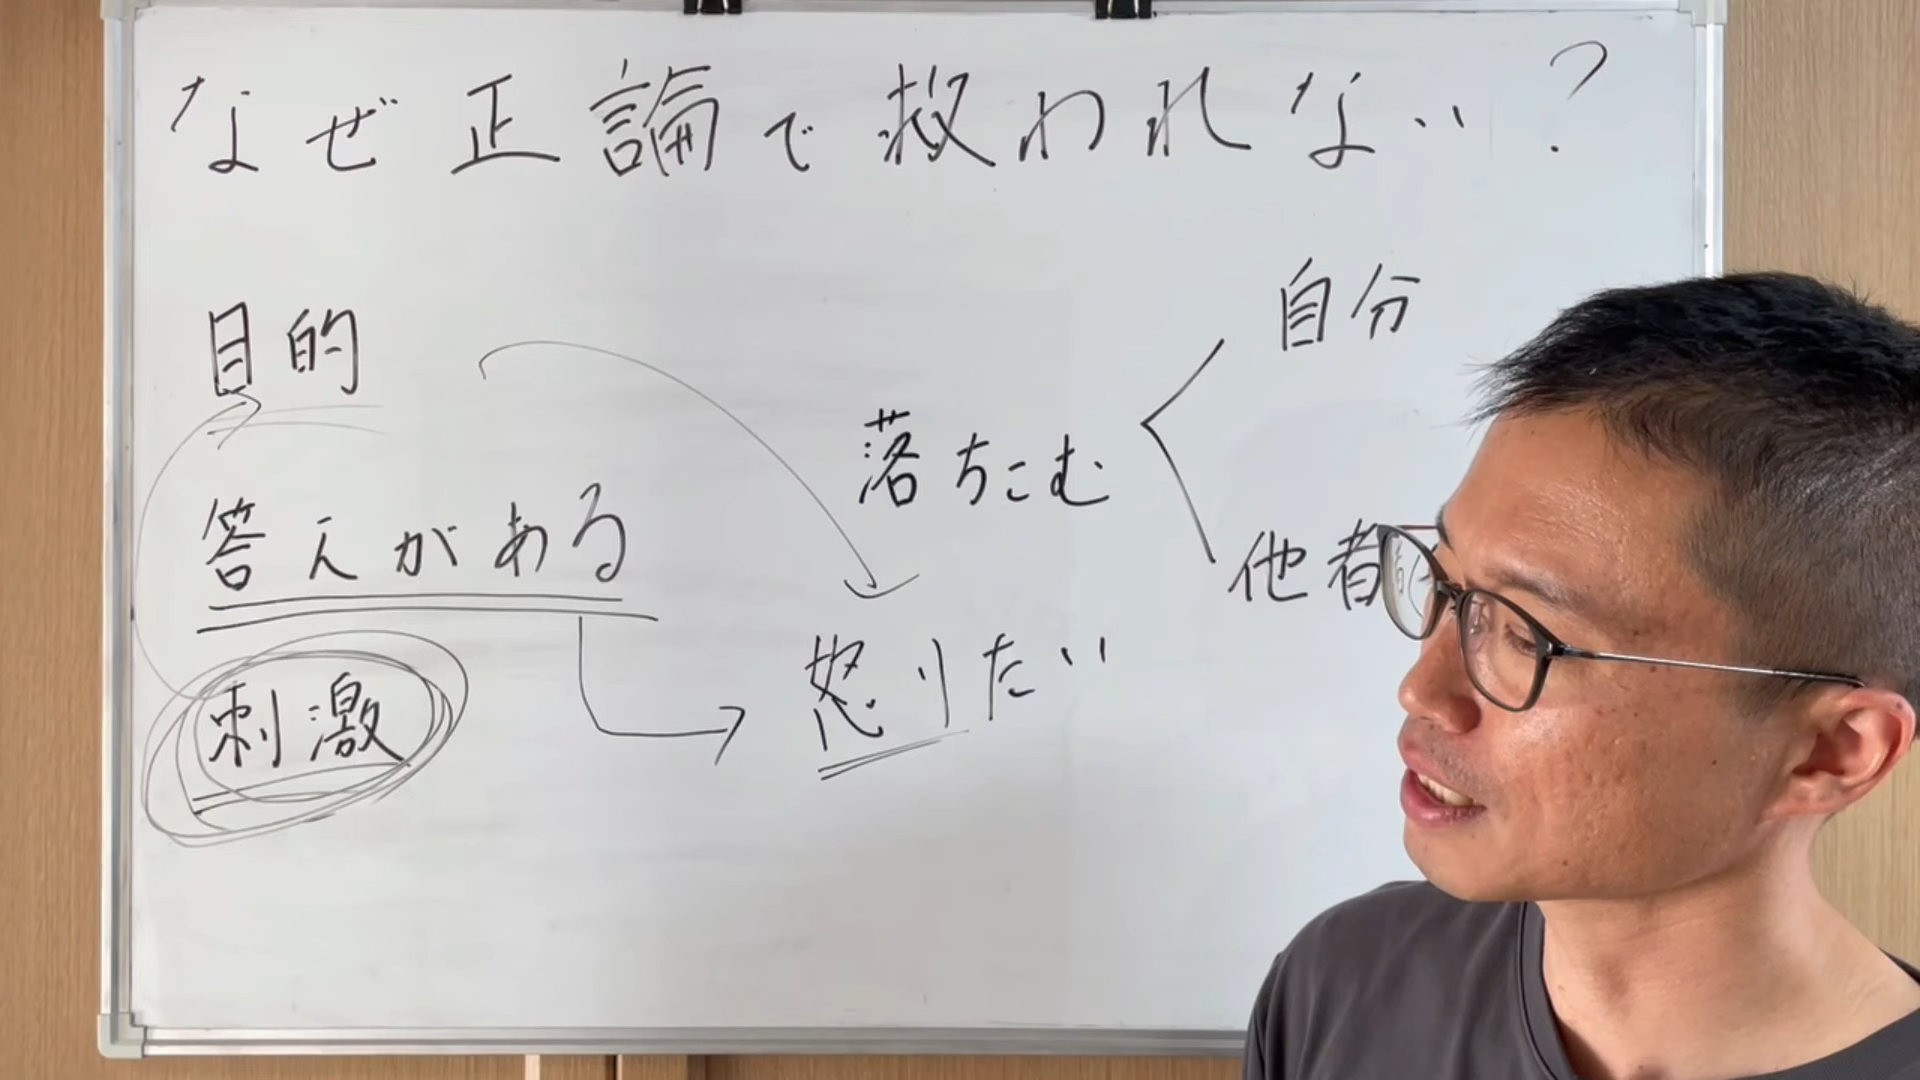 なぜ正論で救われない?
目的
答えがある
刺激
落ちこむ
怒りたい
自分
他者